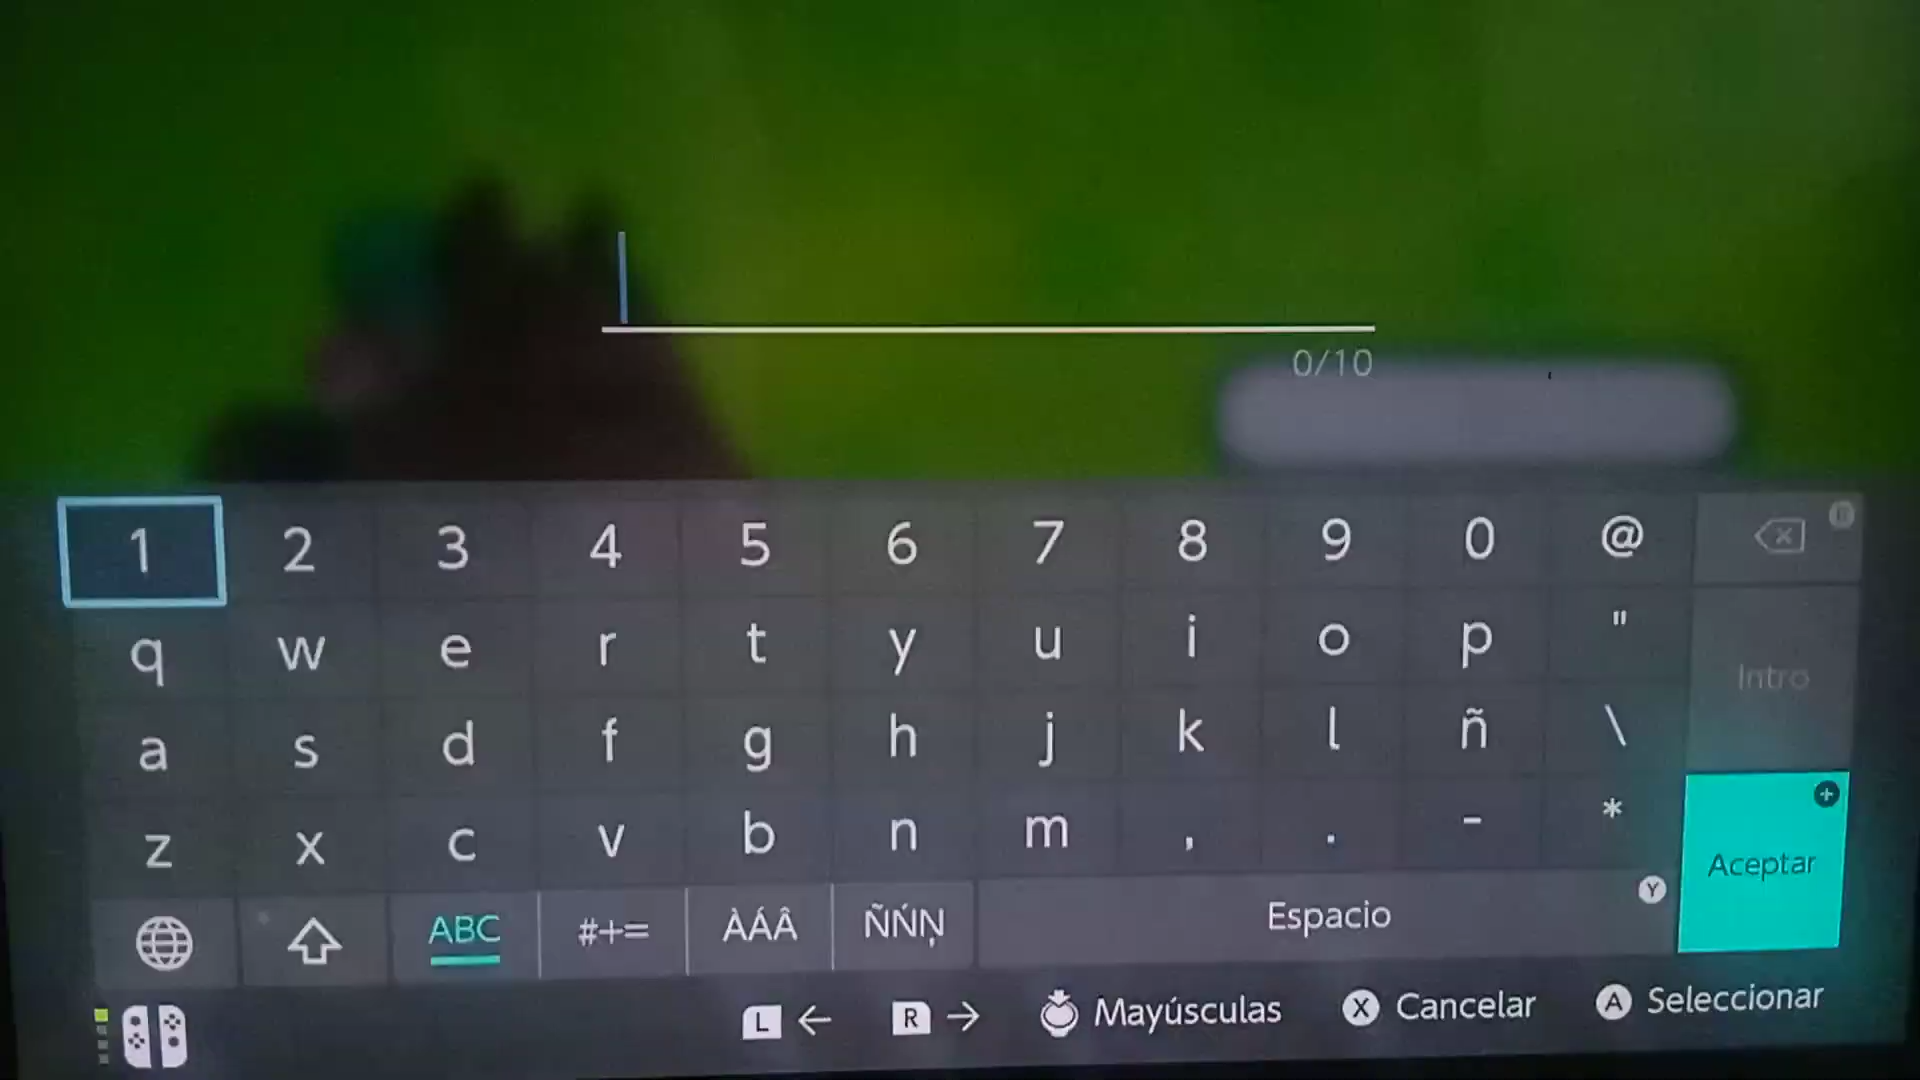 0/10
1 2 3 4 5 6 7 8 9 0 @
q w e r t y u i o p "
Intro
a s d f g h j k l ñ \
z x c v b n m , . - *
+
Aceptar
ABC #+= ÀÁÂ ÑŃŅ Espacio Y
L ← R → Mayúsculas X Cancelar A Seleccionar